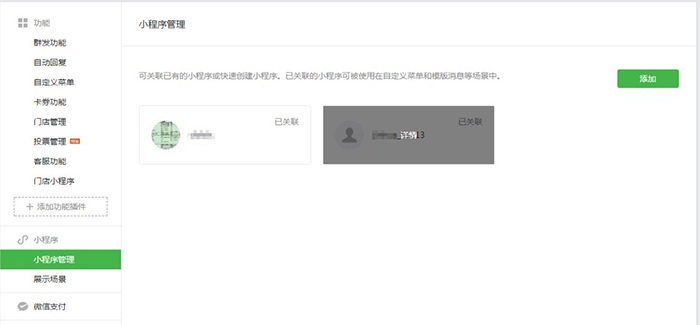 功能
群发功能
自动回复
自定义菜单
卡券功能
门店管理
投票管理
客服功能
门店小程序
+ 添加功能插件
小程序
小程序管理
展示场景
微信支付
小程序管理
可关联已有的小程序或快速创建小程序。已关联的小程序可被使用在自定义菜单和模版消息等场景中。
添加
已关联
已关联
详情